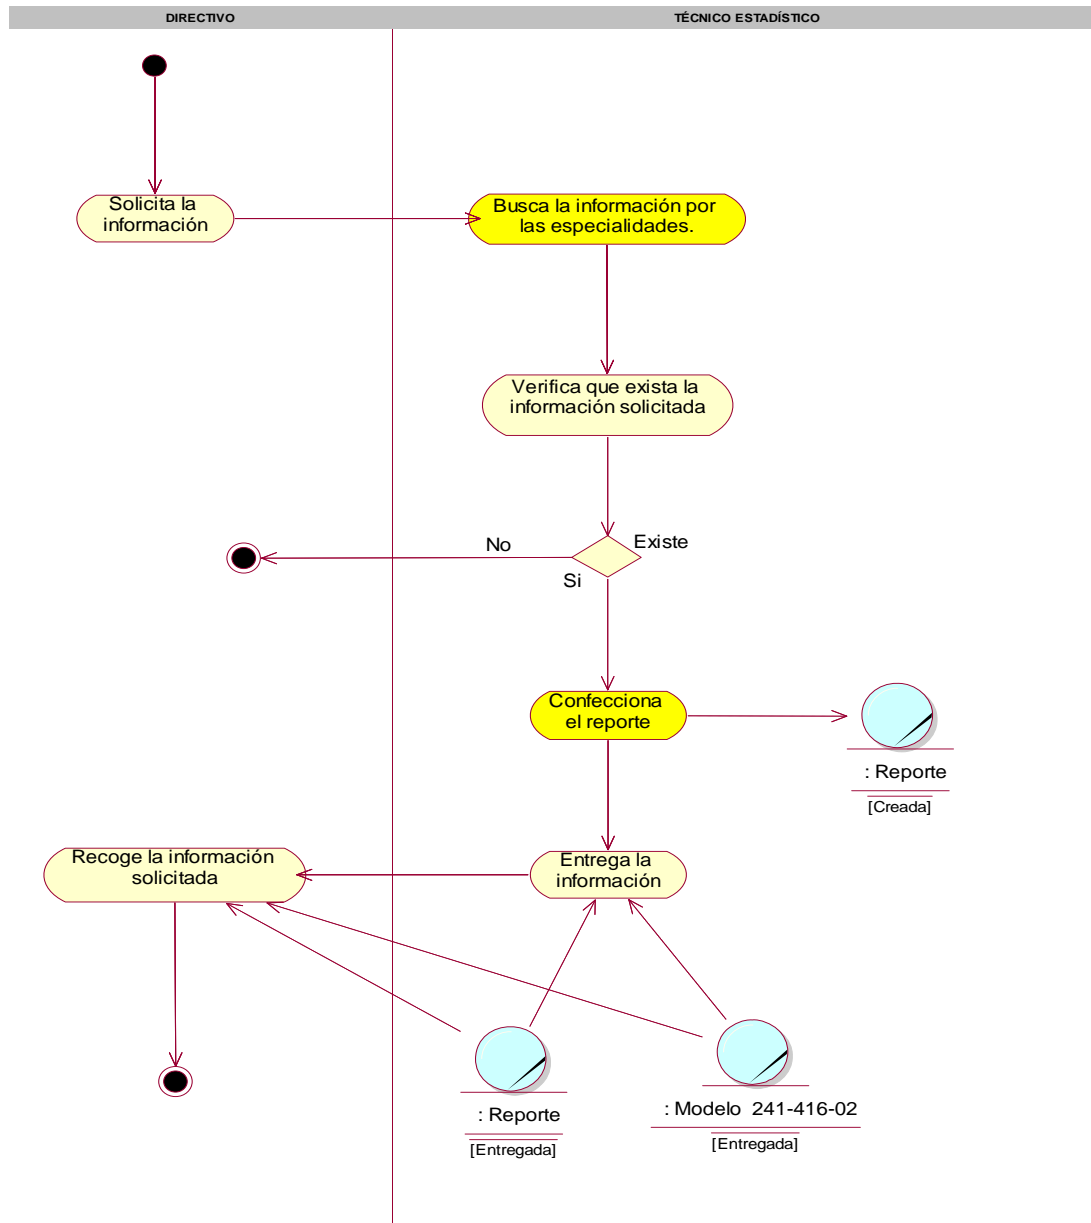 DIRECTIVO
TÉCNICO ESTADÍSTICO
Solicita la
información
Busca la información por
las especialidades.
Verifica que exista la
información solicitada
No
Existe
Si
Confecciona
el reporte
: Reporte
[Creada]
Recoge la información
solicitada
Entrega la
información
: Reporte
[Entregada]
: Modelo  241-416-02
[Entregada]